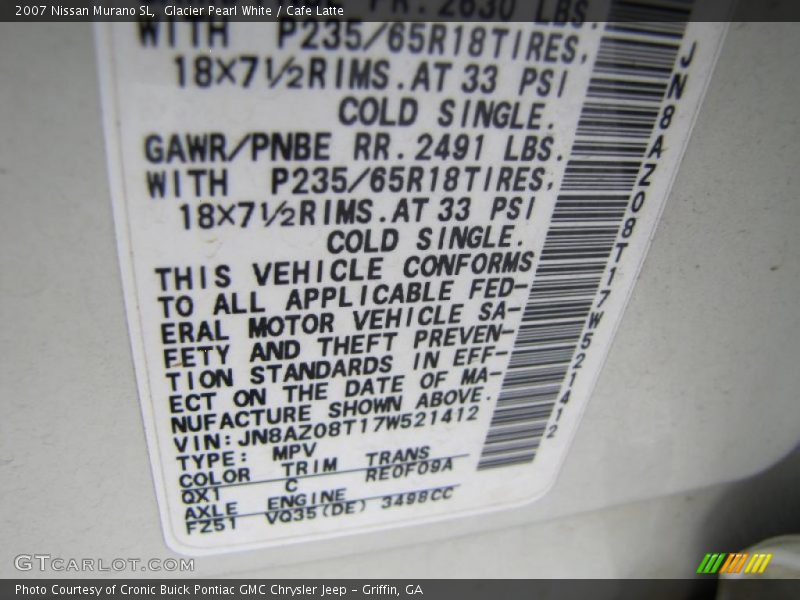 2007 Nissan Murano SL, Glacier Pearl White / Cafe Latte
FR. 2630 LBS.
WITH P235/65R18TIRES,
18X7½RIMS.AT 33 PSI
COLD SINGLE.
GAWR/PNBE RR. 2491 LBS.
WITH P235/65R18TIRES,
18X7½RIMS.AT 33 PSI
COLD SINGLE.
THIS VEHICLE CONFORMS
TO ALL APPLICABLE FED-
ERAL MOTOR VEHICLE SA-
FETY AND THEFT PREVEN-
TION STANDARDS IN EFF-
ECT ON THE DATE OF MA-
NUFACTURE SHOWN ABOVE.
VIN:JN8AZ08T17W521412
TYPE: MPV
COLOR TRIM TRANS
QX1 C RE0F09A
AXLE ENGINE
FZ51 VQ35(DE) 3498CC
JN8AZ08T17W521412
GTCARLOT.COM
Photo Courtesy of Cronic Buick Pontiac GMC Chrysler Jeep - Griffin, GA